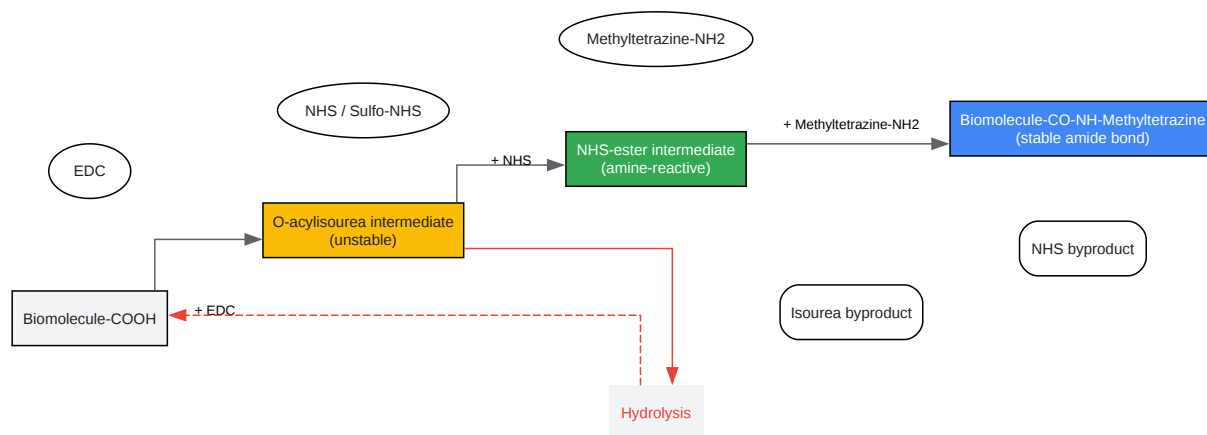 Methyltetrazine-NH2
NHS / Sulfo-NHS
+ Methyltetrazine-NH2
Biomolecule-CO-NH-Methyltetrazine
(stable amide bond)
NHS-ester intermediate
(amine-reactive)
+ NHS
EDC
O-acylisourea intermediate
(unstable)
NHS byproduct
+ EDC
Biomolecule-COOH
Isourea byproduct
Hydrolysis